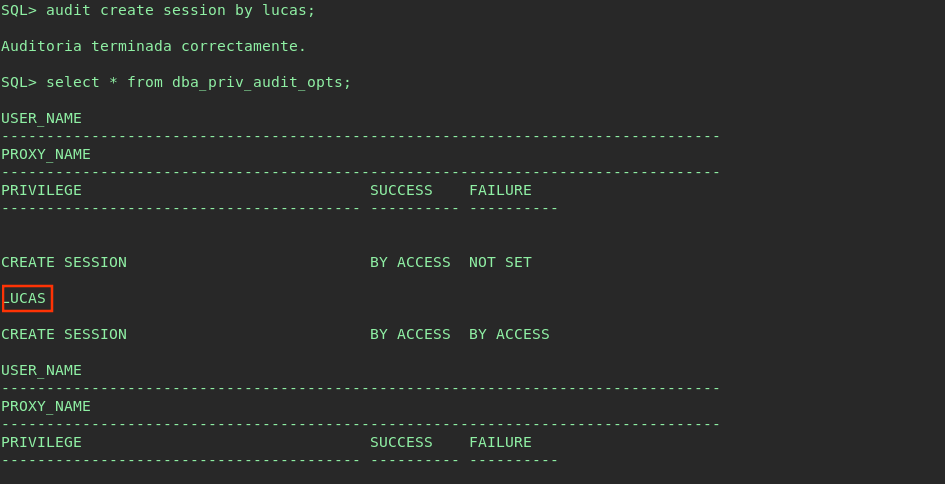 SQL> audit create session by lucas;
Auditoria terminada correctamente.
SQL> select * from dba_priv_audit_opts;
USER_NAME
--------------------------------------------------------------------------------
PROXY_NAME
--------------------------------------------------------------------------------
PRIVILEGE                                SUCCESS    FAILURE
---------------------------------------- ---------- ----------
CREATE SESSION                           BY ACCESS  NOT SET
LUCAS
CREATE SESSION                           BY ACCESS  BY ACCESS
USER_NAME
--------------------------------------------------------------------------------
PROXY_NAME
--------------------------------------------------------------------------------
PRIVILEGE                                SUCCESS    FAILURE
---------------------------------------- ---------- ----------